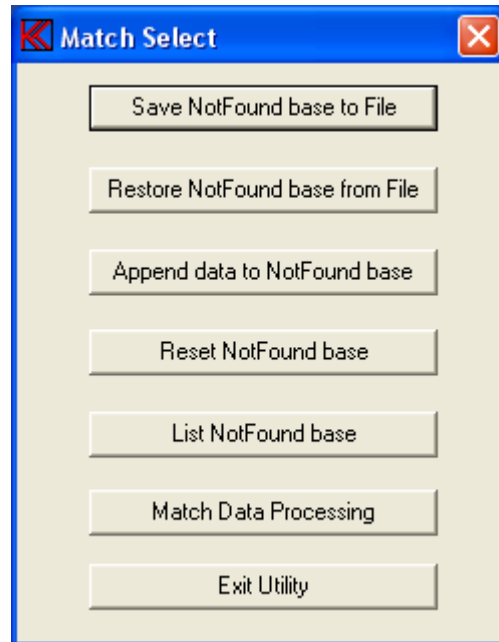 Match Select
Save NotFound base to File
Restore NotFound base from File
Append data to NotFound base
Reset NotFound base
List NotFound base
Match Data Processing
Exit Utility